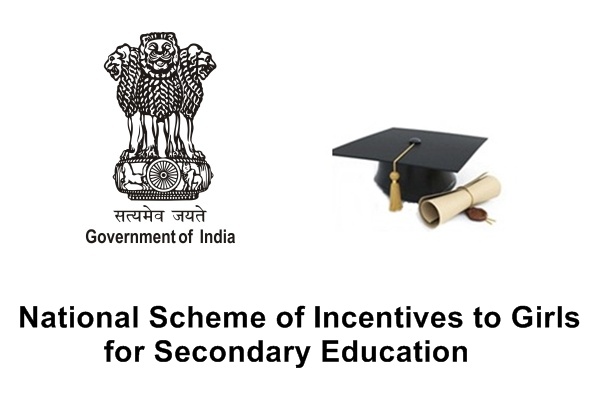 सत्यमेव जयते
Government of India
National Scheme of Incentives to Girls
for Secondary Education